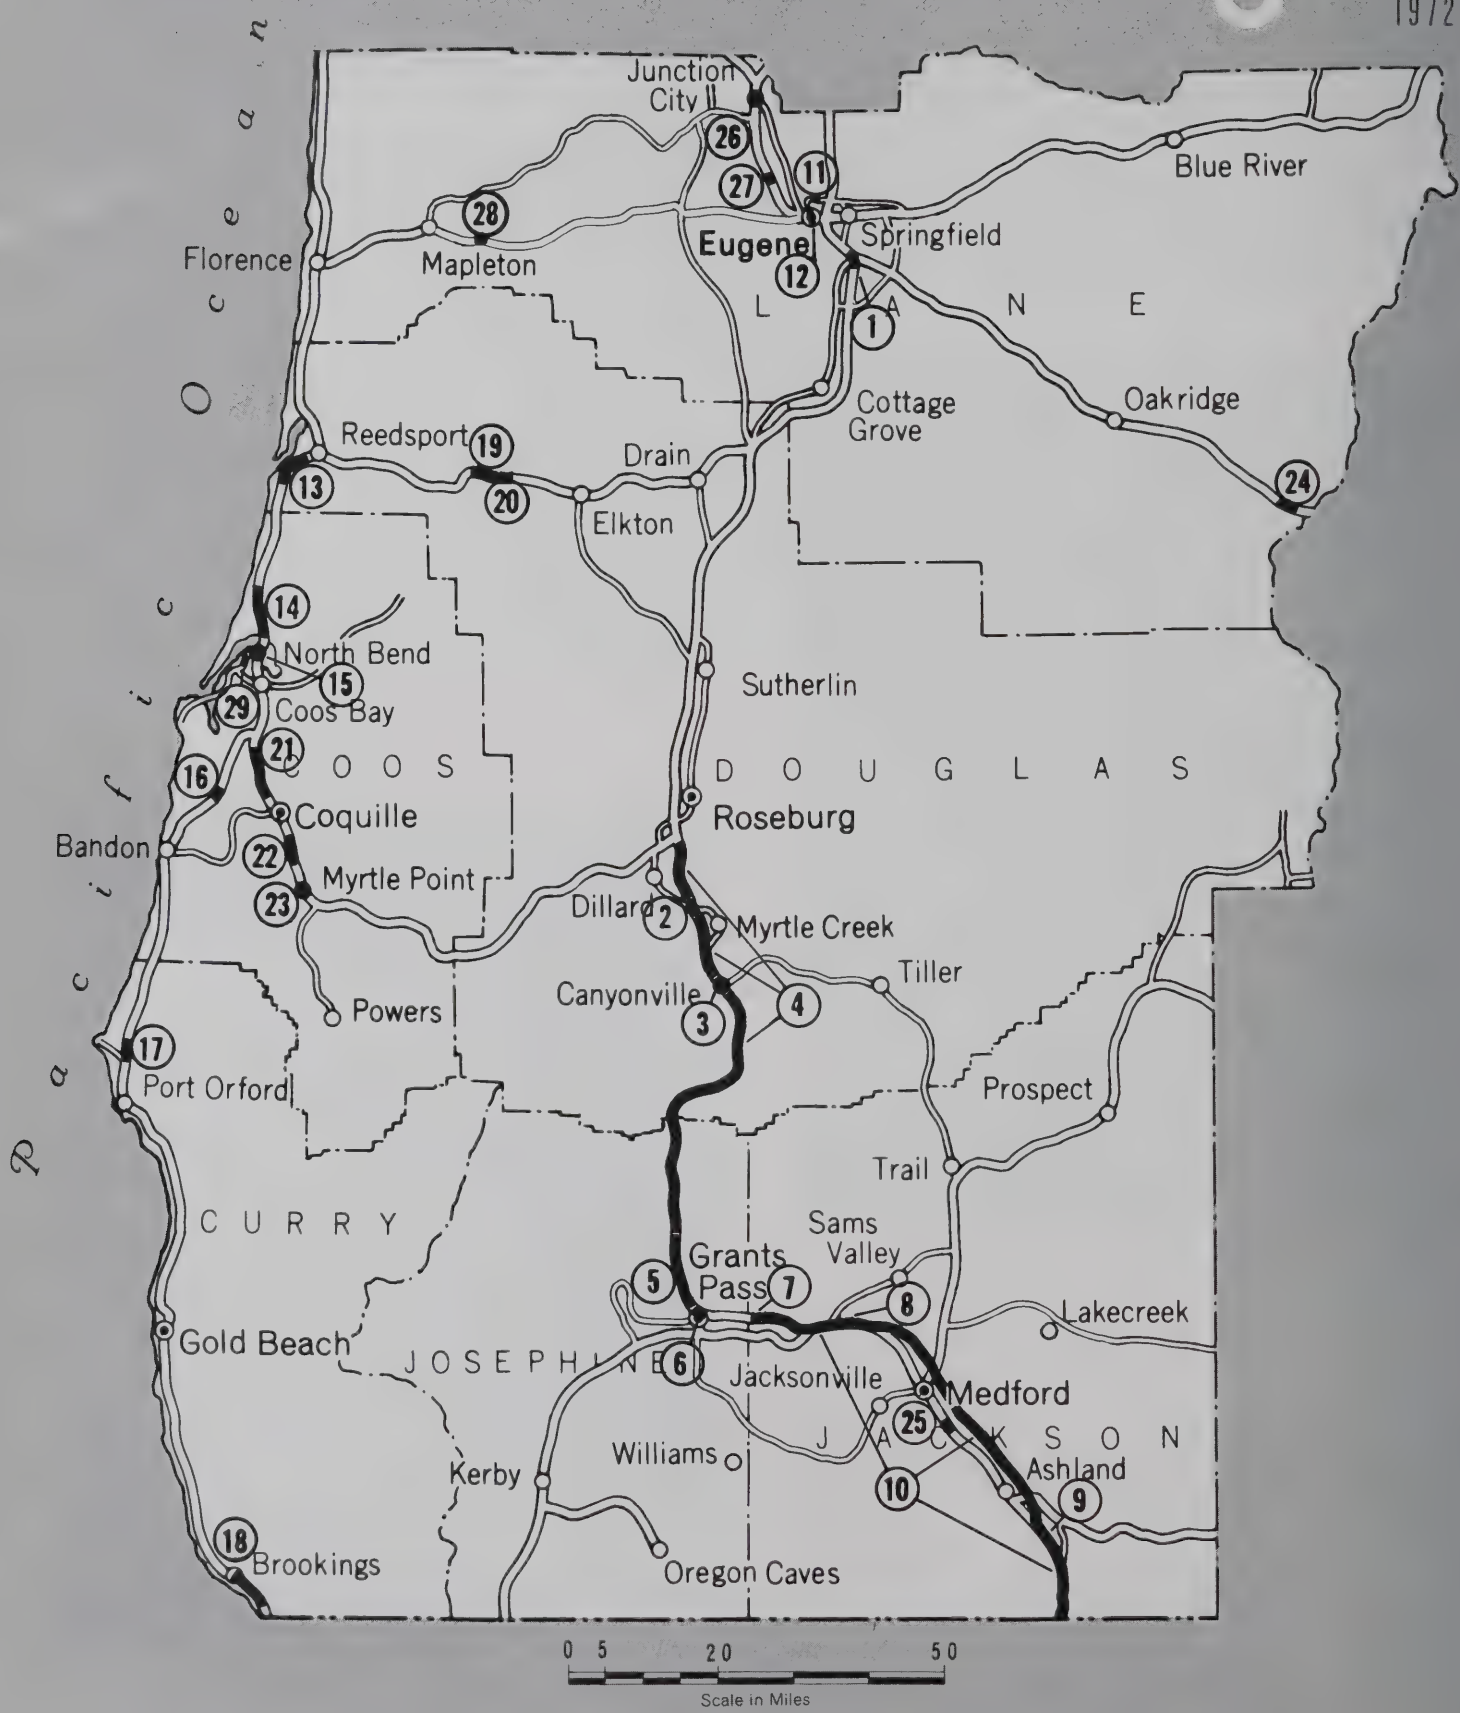 1972
Pacific Ocean
Junction
City
26
11
27
Blue River
28
Eugene
Springfield
Florence
Mapleton
12
L A N E
1
Cottage
Grove
Oakridge
Reedsport
19
Drain
24
13
20
Elkton
14
North Bend
15
Sutherlin
29
Coos Bay
21
COOS
DOUGLAS
16
Coquille
Roseburg
Bandon
22
Myrtle Point
23
Dillard
2
Myrtle Creek
Tiller
Canyonville
4
Powers
3
17
Port Orford
Prospect
Trail
CURRY
Sams
Valley
Grants
Pass
5
7
8
Lakecreek
Gold Beach
JOSEPHINE
6
Jacksonville
Medford
25
JACKSON
Williams
Kerby
Ashland
10
9
18
Brookings
Oregon Caves
0 5 20 50
Scale in Miles